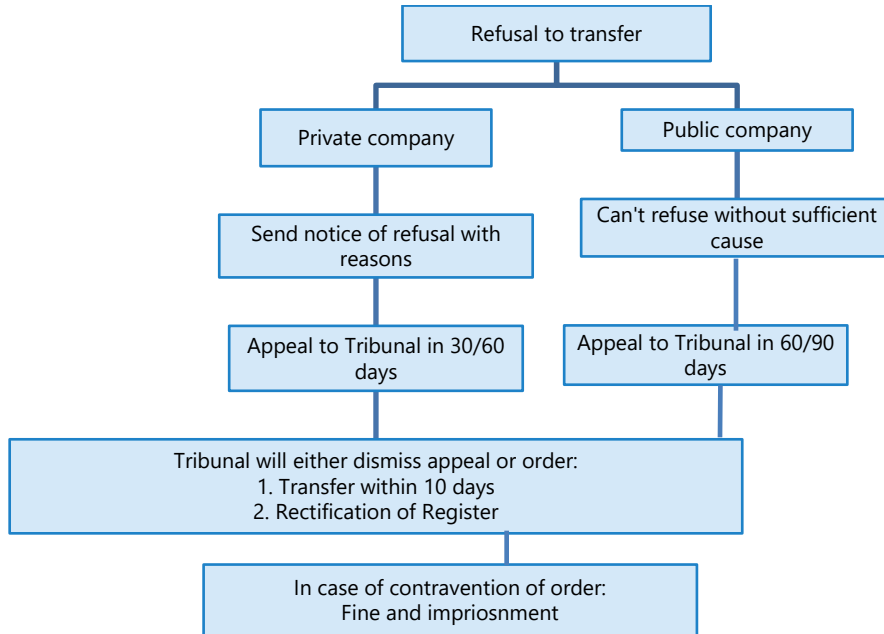 Refusal to transfer
Private company
Public company
Send notice of refusal with
reasons
Can't refuse without sufficient
cause
Appeal to Tribunal in 30/60
days
Appeal to Tribunal in 60/90
days
Tribunal will either dismiss appeal or order:
1. Transfer within 10 days
2. Rectification of Register
In case of contravention of order:
Fine and impriosnment